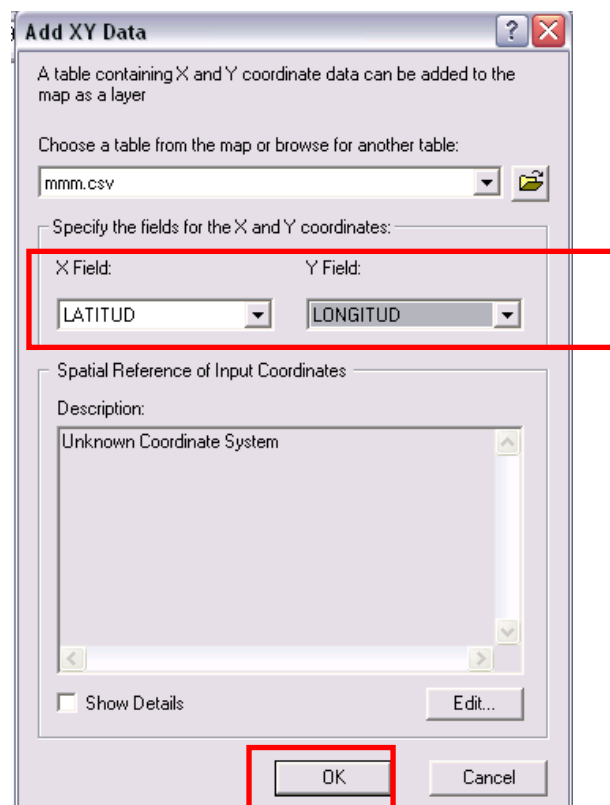 Add XY Data
A table containing X and Y coordinate data can be added to the
map as a layer
Choose a table from the map or browse for another table:
mmm.csv
Specify the fields for the X and Y coordinates:
X Field: Y Field:
LATITUD LONGITUD
Spatial Reference of Input Coordinates
Description:
Unknown Coordinate System
Show Details Edit...
OK Cancel